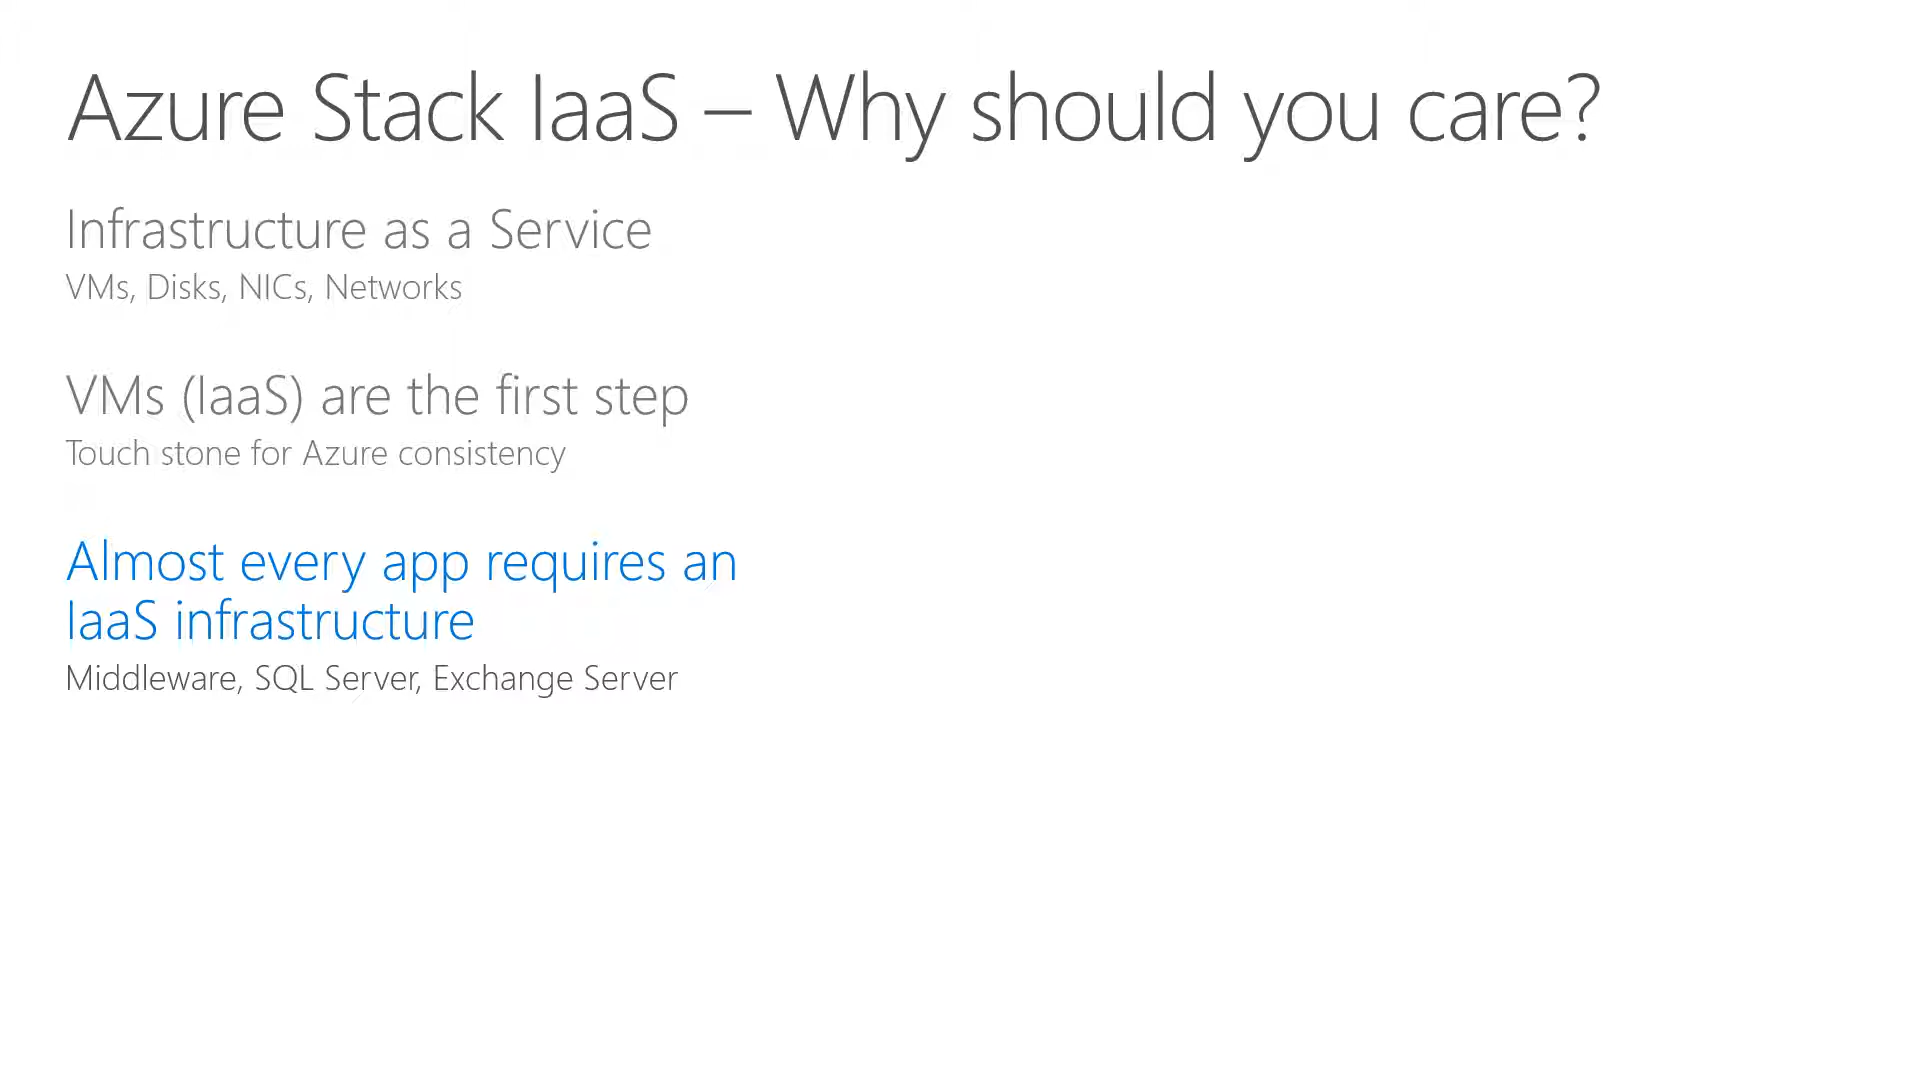 Azure Stack IaaS – Why should you care?
Infrastructure as a Service
VMs, Disks, NICs, Networks
VMs (IaaS) are the first step
Touch stone for Azure consistency
Almost every app requires an
IaaS infrastructure
Middleware, SQL Server, Exchange Server